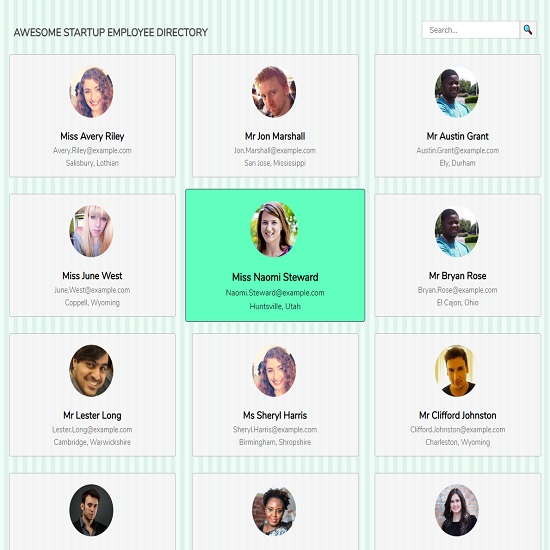 AWESOME STARTUP EMPLOYEE DIRECTORY
Search...
Miss Avery Riley
Avery.Riley@example.com
Salisbury, Lothian
Mr Jon Marshall
Jon.Marshall@example.com
San Jose, Mississippi
Mr Austin Grant
Austin.Grant@example.com
Ely, Durham
Miss June West
June.West@example.com
Coppell, Wyoming
Miss Naomi Steward
Naomi.Steward@example.com
Huntsville, Utah
Mr Bryan Rose
Bryan.Rose@example.com
El Cajon, Ohio
Mr Lester Long
Lester.Long@example.com
Cambridge, Warwickshire
Ms Sheryl Harris
Sheryl.Harris@example.com
Birmingham, Shropshire
Mr Clifford Johnston
Clifford.Johnston@example.com
Charleston, Wyoming